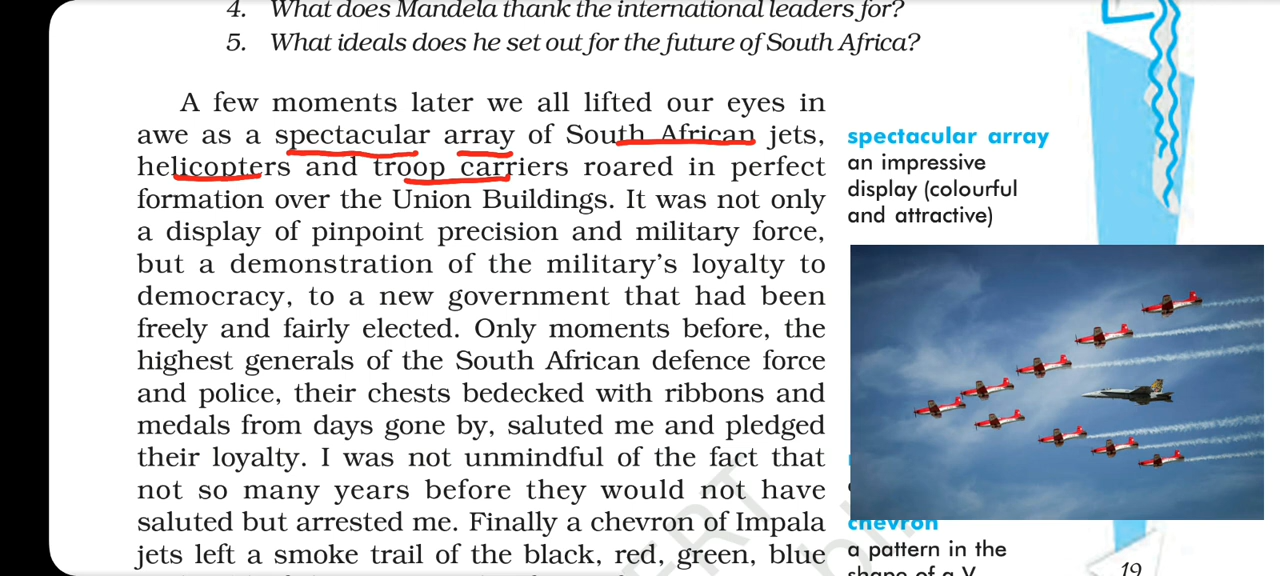 4. What does Mandela thank the international leaders for?
5. What ideals does he set out for the future of South Africa?
A few moments later we all lifted our eyes in
awe as a spectacular array of South African jets,
helicopters and troop carriers roared in perfect
formation over the Union Buildings. It was not only
a display of pinpoint precision and military force,
but a demonstration of the military’s loyalty to
democracy, to a new government that had been
freely and fairly elected. Only moments before, the
highest generals of the South African defence force
and police, their chests bedecked with ribbons and
medals from days gone by, saluted me and pledged
their loyalty. I was not unmindful of the fact that
not so many years before they would not have
saluted but arrested me. Finally a chevron of Impala
jets left a smoke trail of the black, red, green, blue
spectacular array
an impressive
display (colourful
and attractive)
chevron
a pattern in the
shape of a V
19